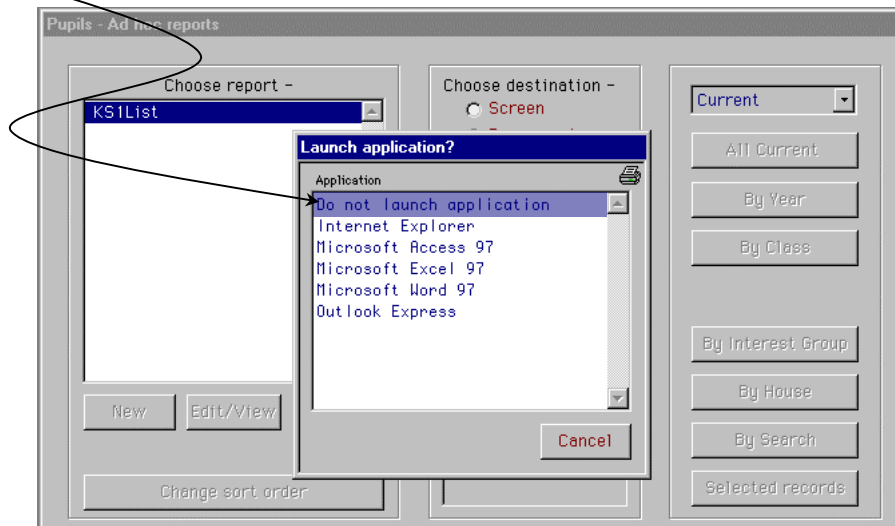 Pupils - Ad hoc reports
Choose report -
KS1List
New
Edit/View
Change sort order
Choose destination -
Screen
Launch application?
Application
Do not launch application
Internet Explorer
Microsoft Access 97
Microsoft Excel 97
Microsoft Word 97
Outlook Express
Cancel
Current
All Current
By Year
By Class
By Interest Group
By House
By Search
Selected records